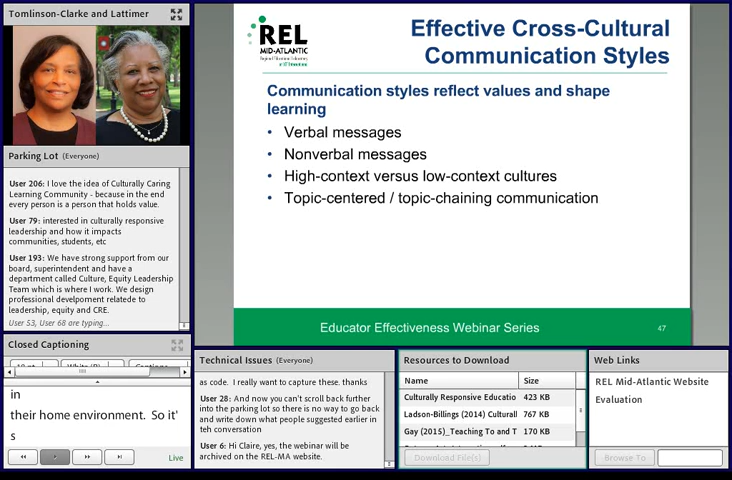 Tomlinson-Clarke and Lattimer
Parking Lot (Everyone)
User 206: I love the idea of Culturally Caring
Learning Community - because in the end
every person is a person that holds value.
User 79: interested in culturally responsive
leadership and how it impacts
communities, students, etc
User 193: We have strong support from our
board, superintendent and have a
department called Culture, Equity Leadership
Team which is where I work. We design
professional development relatede to
leadership, equity and CRE.
User 53, User 68 are typing...
Closed Captioning
in
their home environment. So it'
s
Live
REL
MID-ATLANTIC
Effective Cross-Cultural
Communication Styles
Communication styles reflect values and shape
learning
• Verbal messages
• Nonverbal messages
• High-context versus low-context cultures
• Topic-centered / topic-chaining communication
Educator Effectiveness Webinar Series
47
Technical Issues (Everyone)
as code. I really want to capture these. thanks
User 28: And now you can't scroll back further
into the parking lot so there is no way to go back
and write down what people suggested earlier in
teh conversation
User 6: Hi Claire, yes, the webinar will be
archived on the REL-MA website.
Resources to Download
Name Size
Culturally Responsive Educatio 423 KB
Ladson-Billings (2014) Culturall 767 KB
Gay (2015)_Teaching To and T 170 KB
Download File(s)
Web Links
REL Mid-Atlantic Website
Evaluation
Browse To